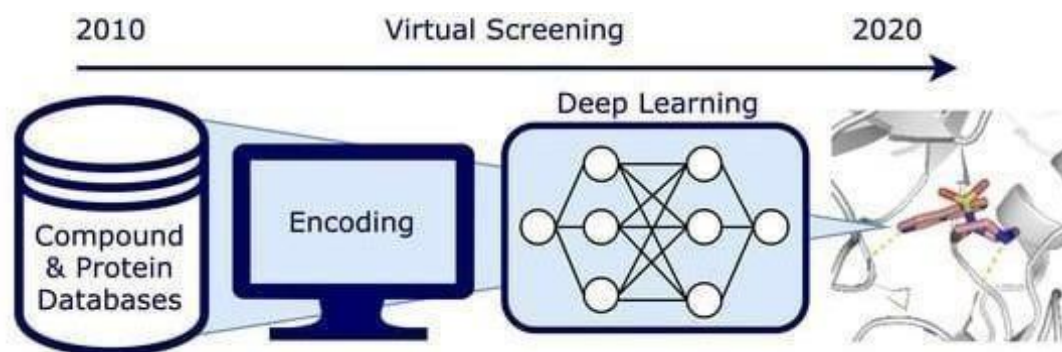 2010 Virtual Screening 2020
Deep Learning
Compound
& Protein
Databases
Encoding